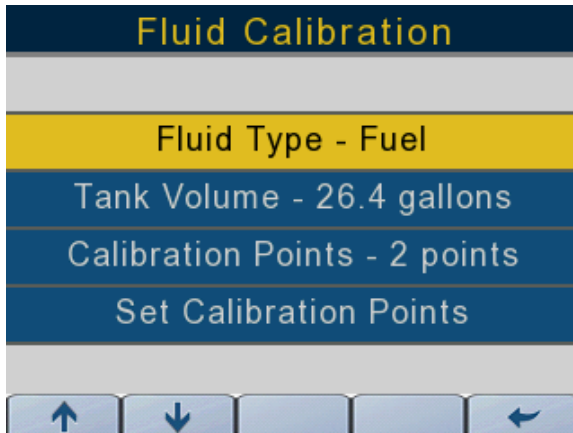 Fluid Calibration
Fluid Type - Fuel
Tank Volume - 26.4 gallons
Calibration Points - 2 points
Set Calibration Points